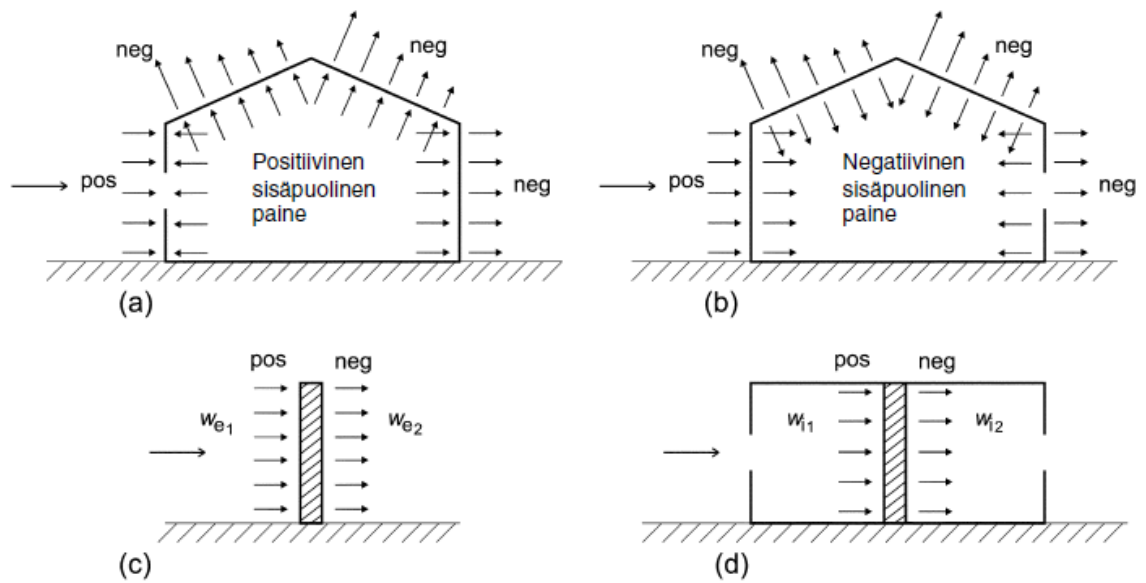 neg
neg
pos
Positiivinen
sisäpuolinen
paine
neg
(a)
neg
neg
pos
Negatiivinen
sisäpuolinen
paine
neg
(b)
pos neg
we1
we2
(c)
pos neg
wi1
wi2
(d)